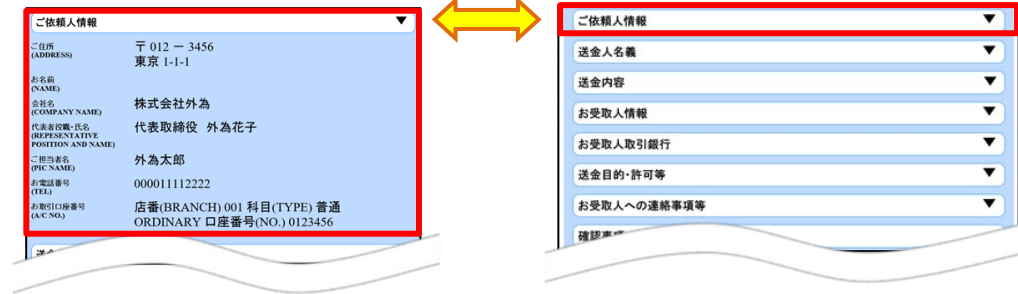 ご依頼人情報 ▼
ご住所
(ADDRESS)
〒 012 － 3456
東京 1-1-1
お名前
(NAME)
会社名
(COMPANY NAME)
株式会社外為
代表者役職・氏名
(REPESENTATIVE
POSITION AND NAME)
代表取締役 外為花子
ご担当者名
(PIC NAME)
外為太郎
お電話番号
(TEL)
000011112222
お取引口座番号
(A/C NO.)
店番(BRANCH) 001 科目(TYPE) 普通
ORDINARY 口座番号(NO.) 0123456
ご依頼人情報 ▼
送金人名義 ▼
送金内容 ▼
お受取人情報 ▼
お受取人取引銀行 ▼
送金目的・許可等 ▼
お受取人への連絡事項等 ▼
確認事項